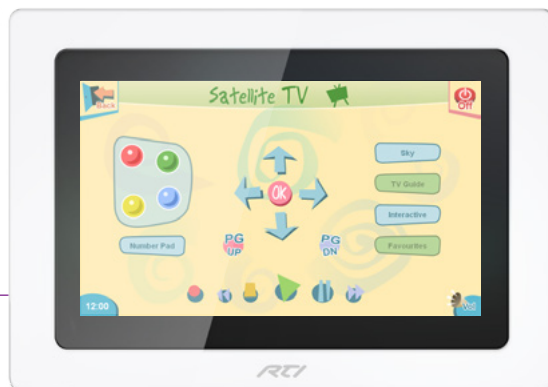 Satellite TV
Back
Off
Sky
TV Guide
OK
Interactive
Number Pad
PG UP
PG DN
Favourites
12:00
Vol
RTI